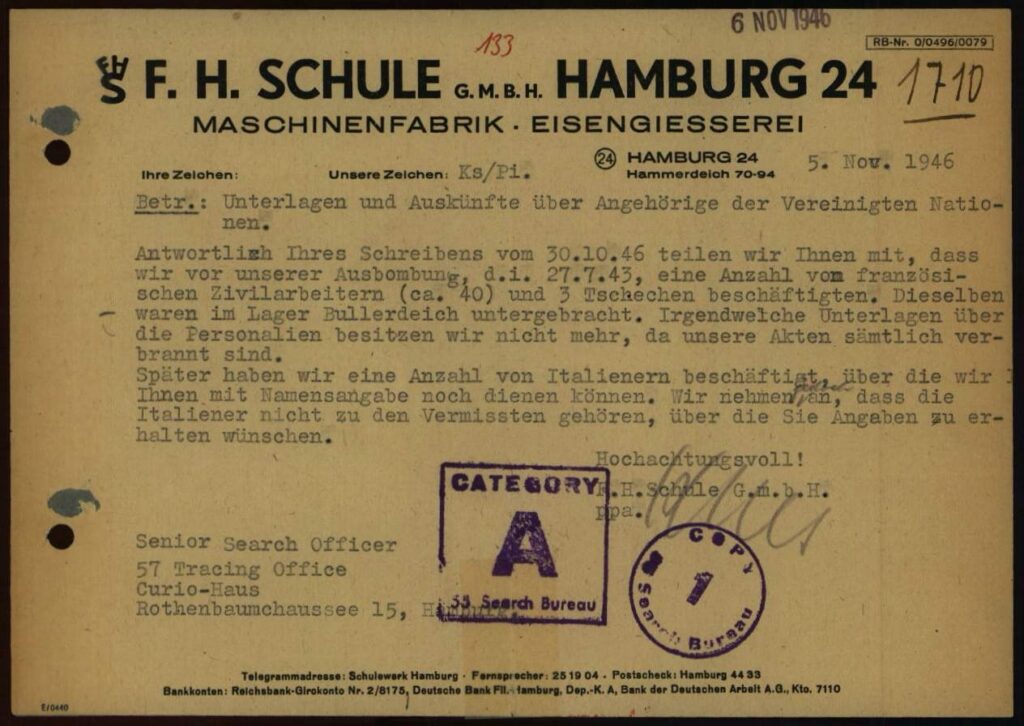 6 NOV 1946
133
RB-Nr. 0/0496/0079
1710
FHS F. H. SCHULE G.M.B.H. HAMBURG 24
MASCHINENFABRIK · EISENGIESSEREI
(24) HAMBURG 24 5. Nov. 1946
Ihre Zeichen: Unsere Zeichen: Ks/Pi. Hammerdeich 70-94
Betr.: Unterlagen und Auskünfte über Angehörige der Vereinigten Natio-
nen.
Antwortlich Ihres Schreibens vom 30.10.46 teilen wir Ihnen mit, dass
wir vor unserer Ausbombung, d.i. 27.7.43, eine Anzahl von französi-
schen Zivilarbeitern (ca. 40) und 3 Tschechen beschäftigten. Dieselben
waren im Lager Bullerdeich untergebracht. Irgendwelche Unterlagen über
die Personalien besitzen wir nicht mehr, da unsere Akten sämtlich ver-
brannt sind.
Später haben wir eine Anzahl von Italienern beschäftigt, über die wir
Ihnen mit Namensangabe noch dienen können. Wir nehmen jedoch an, dass die
Italiener nicht zu den Vermissten gehören, über die Sie Angaben zu er-
halten wünschen.
Hochachtungsvoll!
F.H.Schule G.m.b.H.
ppa.
CATEGORY
A
Search Bureau
COPY
1
Search Bureau
Senior Search Officer
57 Tracing Office
Curio-Haus
Rothenbaumchaussee 15, Hamburg.
Telegrammadresse: Schulewerk Hamburg · Fernsprecher: 25 19 04 · Postscheck: Hamburg 44 33
Bankkonten: Reichsbank-Girokonto Nr. 2/8175, Deutsche Bank Fil. Hamburg, Dep.-K. A, Bank der Deutschen Arbeit A.G., Kto. 7110
E/0440